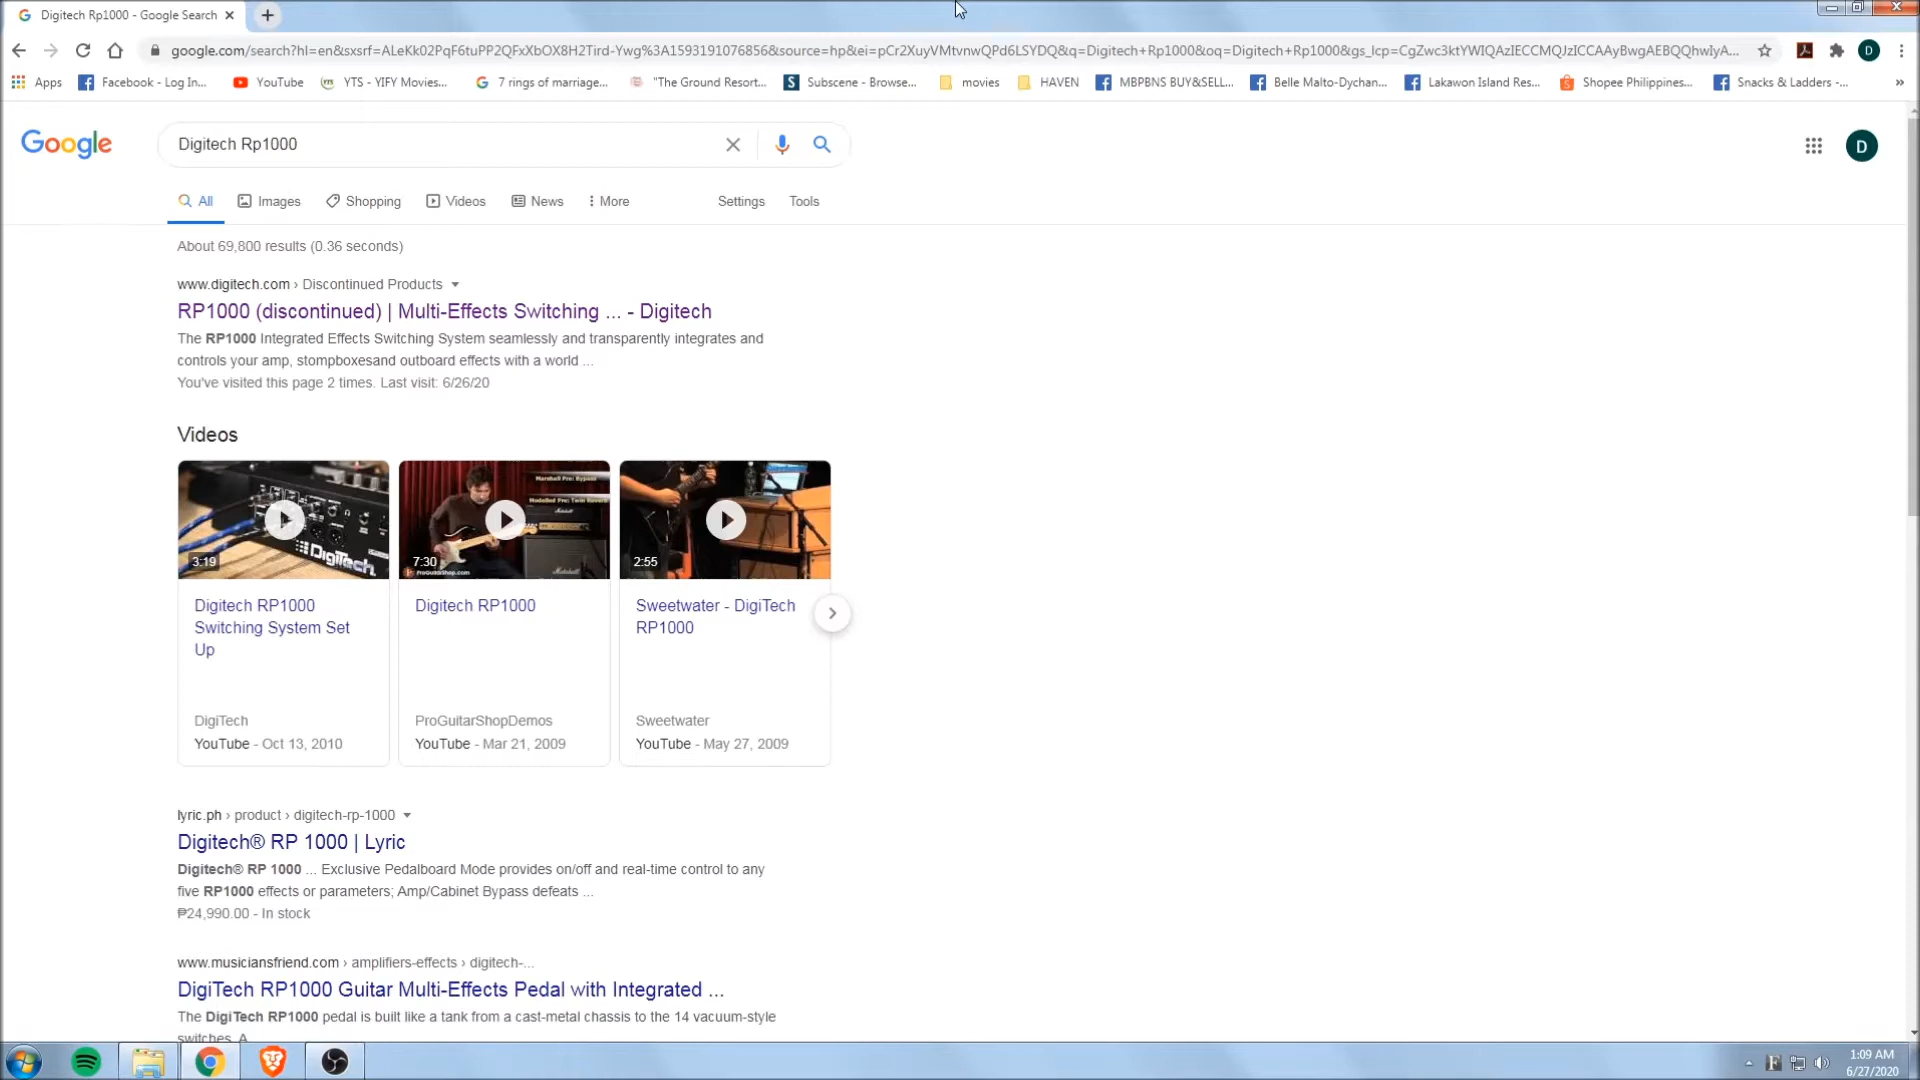 Digitech Rp1000 - Google Search
google.com/search?hl=en&sxsrf=ALeKk02PqF6tuPP2QFxXbOX8H2Tird-Ywg%3A1593191076856&source=hp&ei=pCr2XuyVMtvnwQPd6LSYDQ&q=Digitech+Rp1000&oq=Digitech+Rp1000&gs_lcp=CgZwc3ktYWIQAzIECCMQJzICCAAyBwgAEBQQhwIyA...
D
Apps Facebook - Log In... YouTube YTS - YIFY Movies... 7 rings of marriage... "The Ground Resort... Subscene - Browse... movies HAVEN MBPBNS BUY&SELL... Belle Malto-Dychan... Lakawon Island Res... Shopee Philippines... Snacks & Ladders -... »
Google Digitech Rp1000 D
All Images Shopping Videos News More Settings Tools
About 69,800 results (0.36 seconds)
www.digitech.com › Discontinued Products
RP1000 (discontinued) | Multi-Effects Switching ... - Digitech
The RP1000 Integrated Effects Switching System seamlessly and transparently integrates and
controls your amp, stompboxesand outboard effects with a world ...
You've visited this page 2 times. Last visit: 6/26/20
Videos
Marshall Pro: Bypass
DigiTech
ProGuitarShop.com
Marshall
3:19 7:30 2:55
Digitech RP1000
Switching System Set
Up
DigiTech
YouTube - Oct 13, 2010
Digitech RP1000
ProGuitarShopDemos
YouTube - Mar 21, 2009
Sweetwater - DigiTech
RP1000
Sweetwater
YouTube - May 27, 2009
lyric.ph › product › digitech-rp-1000
Digitech® RP 1000 | Lyric
Digitech® RP 1000 ... Exclusive Pedalboard Mode provides on/off and real-time control to any
five RP1000 effects or parameters; Amp/Cabinet Bypass defeats ...
₱24,990.00 - In stock
www.musiciansfriend.com › amplifiers-effects › digitech-...
DigiTech RP1000 Guitar Multi-Effects Pedal with Integrated ...
The DigiTech RP1000 pedal is built like a tank from a cast-metal chassis to the 14 vacuum-style
switches. A
1:09 AM
6/27/2020